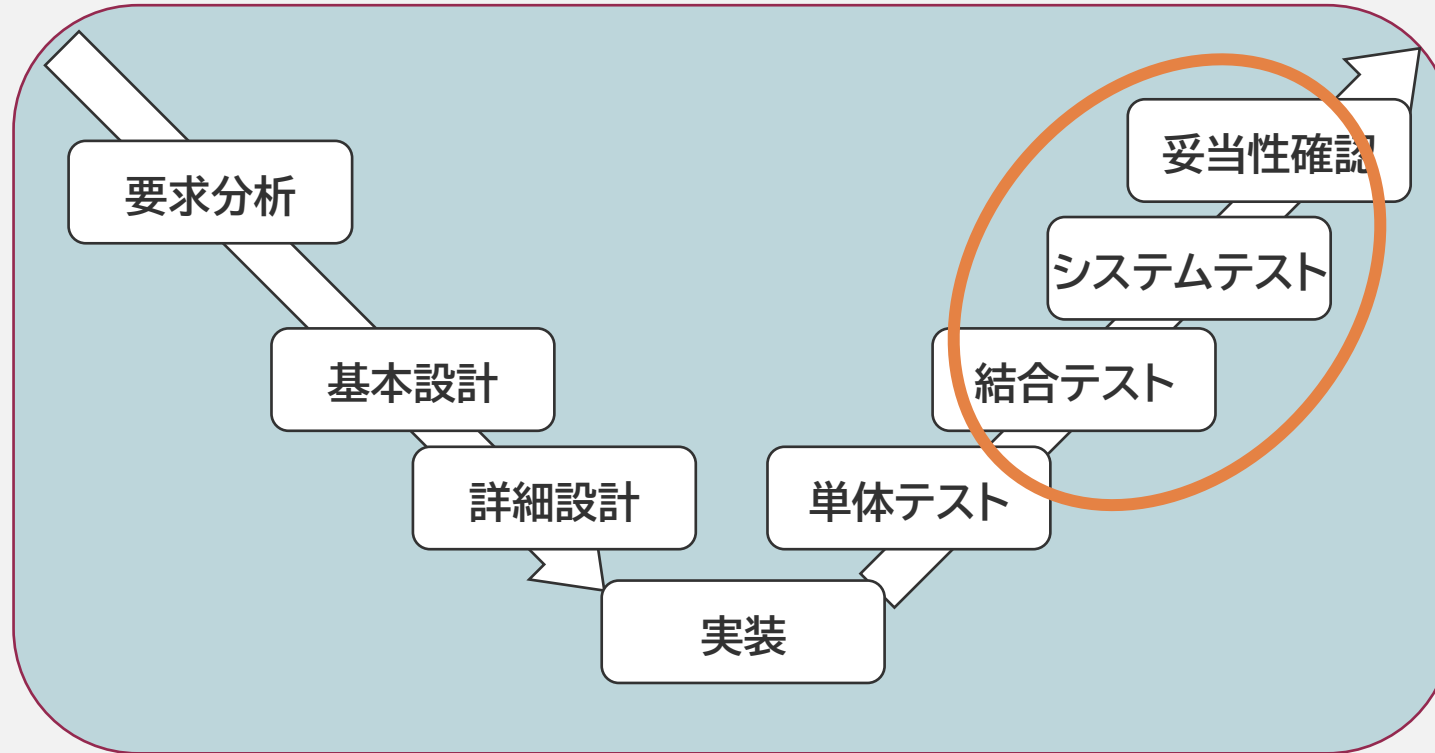 要求分析
基本設計
詳細設計
実装
単体テスト
結合テスト
システムテスト
妥当性確認